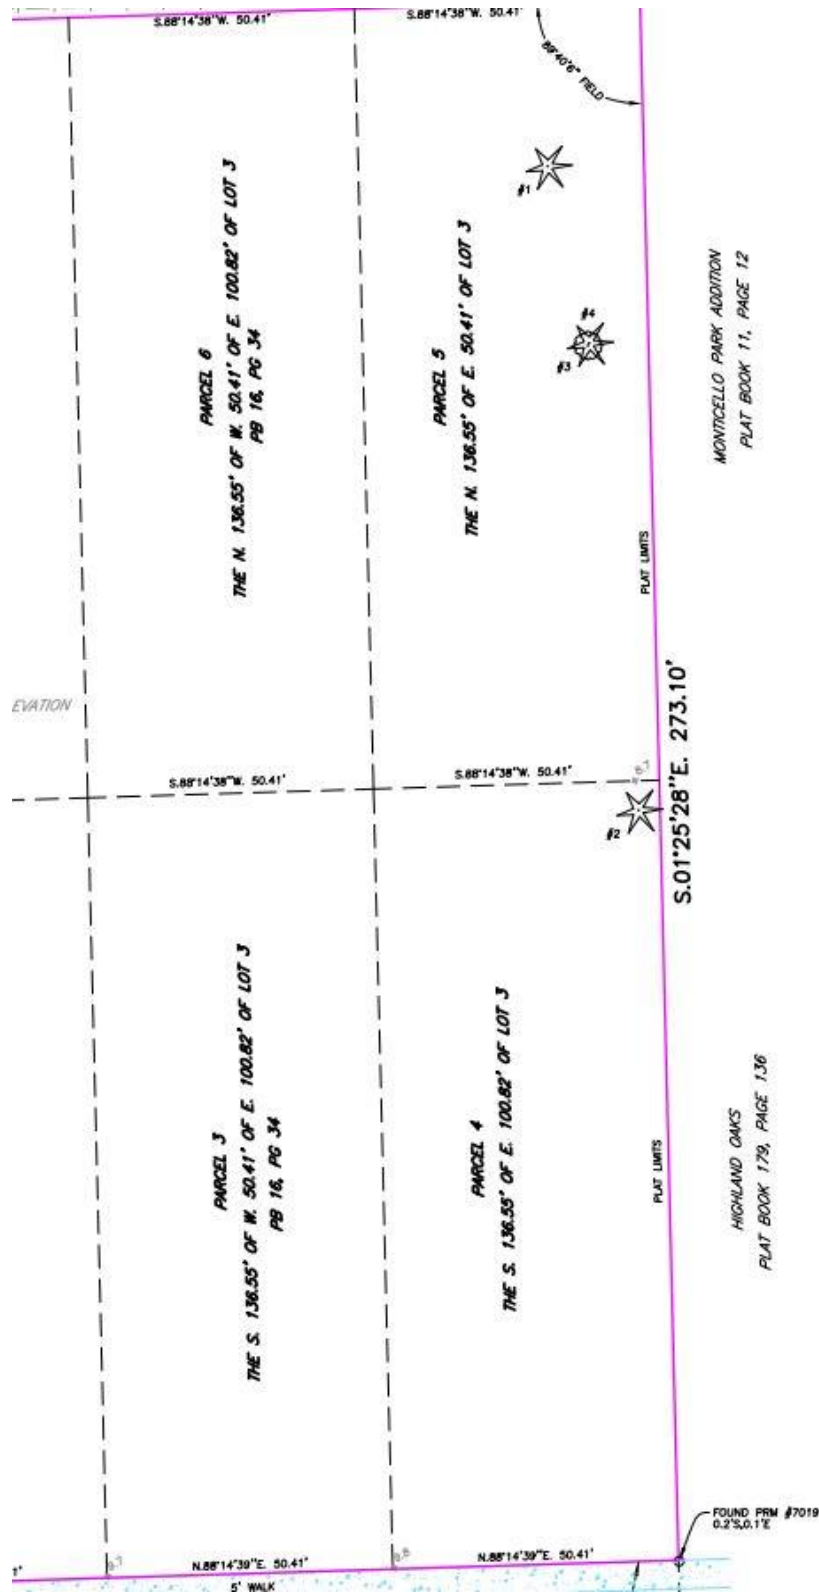 S.88°14'38"W. 50.41'
S.88°14'38"W. 50.41'
89°40'6" FIELD
#1
PARCEL 6
THE N. 136.55' OF W. 50.41' OF E. 100.82' OF LOT 3
PB 16, PG 34
PARCEL 5
THE N. 136.55' OF E. 50.41' OF LOT 3
#4
#3
MONTICELLO PARK ADDITION
PLAT BOOK 11, PAGE 12
PLAT LIMITS
EVATION
S.01°25'28"E. 273.10'
S.88°14'38"W. 50.41'
S.88°14'38"W. 50.41'
8.7
#2
PARCEL 3
THE S. 136.55' OF W. 50.41' OF E. 100.82' OF LOT 3
PB 16, PG 34
PARCEL 4
THE S. 136.55' OF E. 100.82' OF LOT 3
PLAT LIMITS
HIGHLAND OAKS
PLAT BOOK 179, PAGE 136
FOUND PRM #7019
0.2'S,0.1'E
1'
N.88°14'39"E. 50.41'
N.88°14'39"E. 50.41'
5' WALK